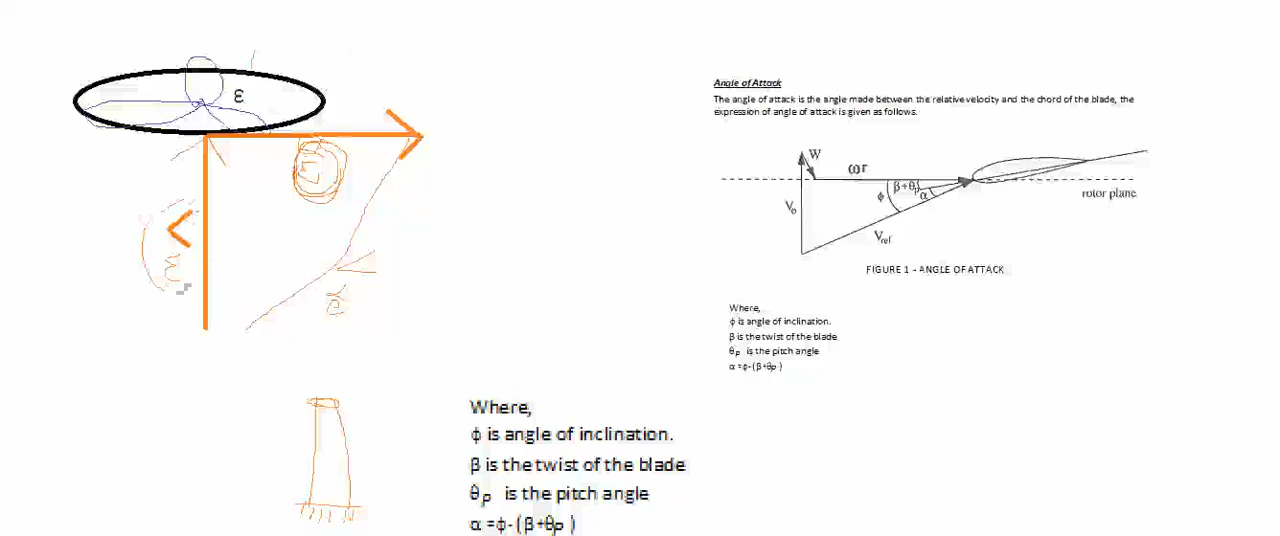 ε
Angle of Attack
The angle of attack is the angle made between the relative velocity and the chord of the blade, the
expression of angle of attack is given as follows.
W
ωr
ϕ
β+θp
α
Vo
Vrel
rotor plane
FIGURE 1 - ANGLE OF ATTACK
Where,
ϕ is angle of inclination.
β is the twist of the blade
θp is the pitch angle
α =ϕ-(β+θp)
Where,
ϕ is angle of inclination.
β is the twist of the blade
θp is the pitch angle
α =ϕ-(β+θp)